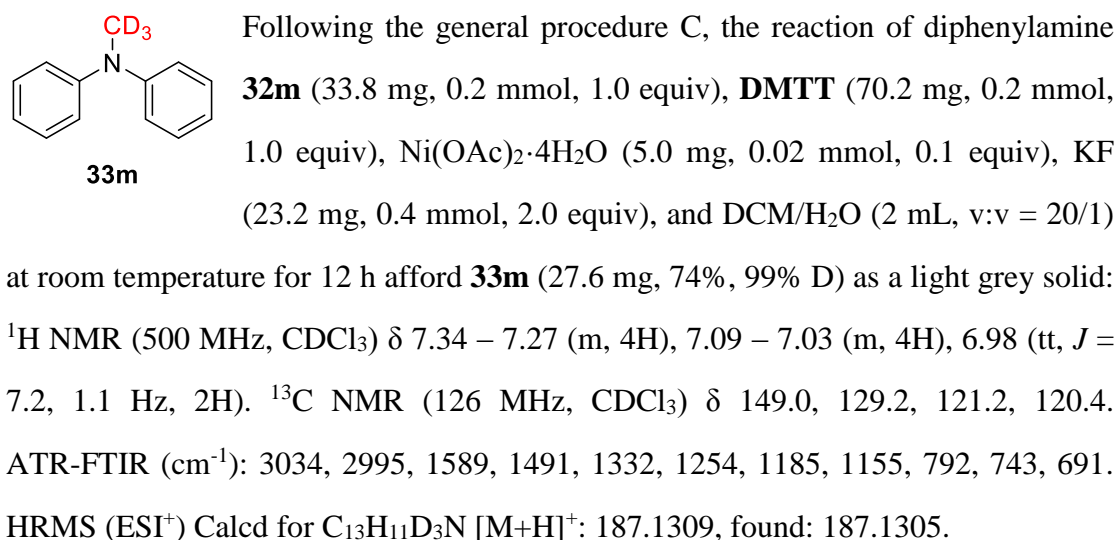 CD₃
N
33m
Following the general procedure C, the reaction of diphenylamine
32m (33.8 mg, 0.2 mmol, 1.0 equiv), DMTT (70.2 mg, 0.2 mmol,
1.0 equiv), Ni(OAc)₂·4H₂O (5.0 mg, 0.02 mmol, 0.1 equiv), KF
(23.2 mg, 0.4 mmol, 2.0 equiv), and DCM/H₂O (2 mL, v:v = 20/1)
at room temperature for 12 h afford 33m (27.6 mg, 74%, 99% D) as a light grey solid:
¹H NMR (500 MHz, CDCl₃) δ 7.34 – 7.27 (m, 4H), 7.09 – 7.03 (m, 4H), 6.98 (tt, J =
7.2, 1.1 Hz, 2H). ¹³C NMR (126 MHz, CDCl₃) δ 149.0, 129.2, 121.2, 120.4.
ATR-FTIR (cm⁻¹): 3034, 2995, 1589, 1491, 1332, 1254, 1185, 1155, 792, 743, 691.
HRMS (ESI⁺) Calcd for C₁₃H₁₁D₃N [M+H]⁺: 187.1309, found: 187.1305.